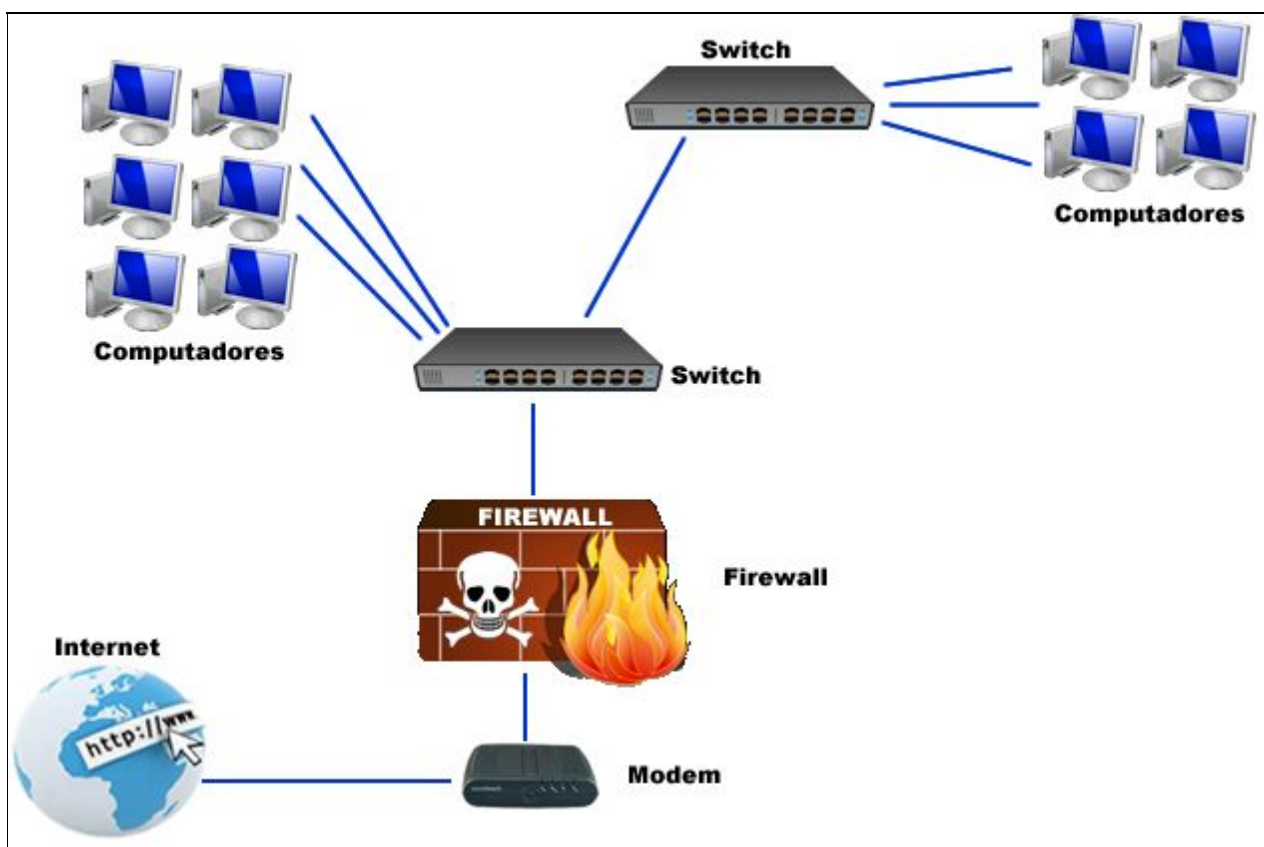 Switch
Computadores
Computadores
Switch
FIREWALL
Firewall
Internet
http://www.
Modem